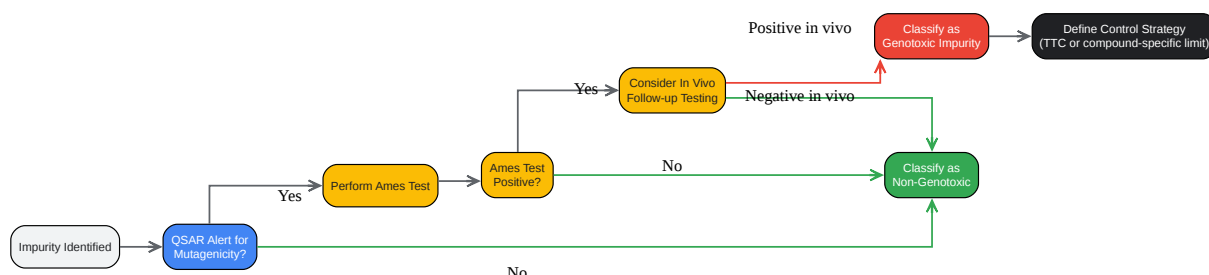 Impurity Identified
QSAR Alert for
Mutagenicity?
Yes
No
Perform Ames Test
Ames Test
Positive?
Yes
No
Consider In Vivo
Follow-up Testing
Positive in vivo
Negative in vivo
Classify as
Genotoxic Impurity
Classify as
Non-Genotoxic
Define Control Strategy
(TTC or compound-specific limit)